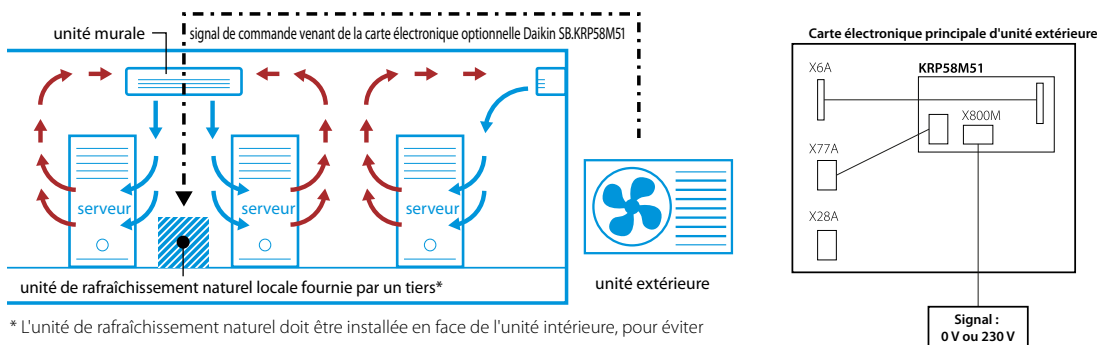 unité murale
signal de commande venant de la carte électronique optionnelle Daikin SB.KRP58M51
serveur
serveur
serveur
unité de rafraîchissement naturel locale fournie par un tiers*
unité extérieure
* L'unité de rafraîchissement naturel doit être installée en face de l'unité intérieure, pour éviter
Carte électronique principale d'unité extérieure
X6A
KRP58M51
X800M
X77A
X28A
Signal :
0 V ou 230 V